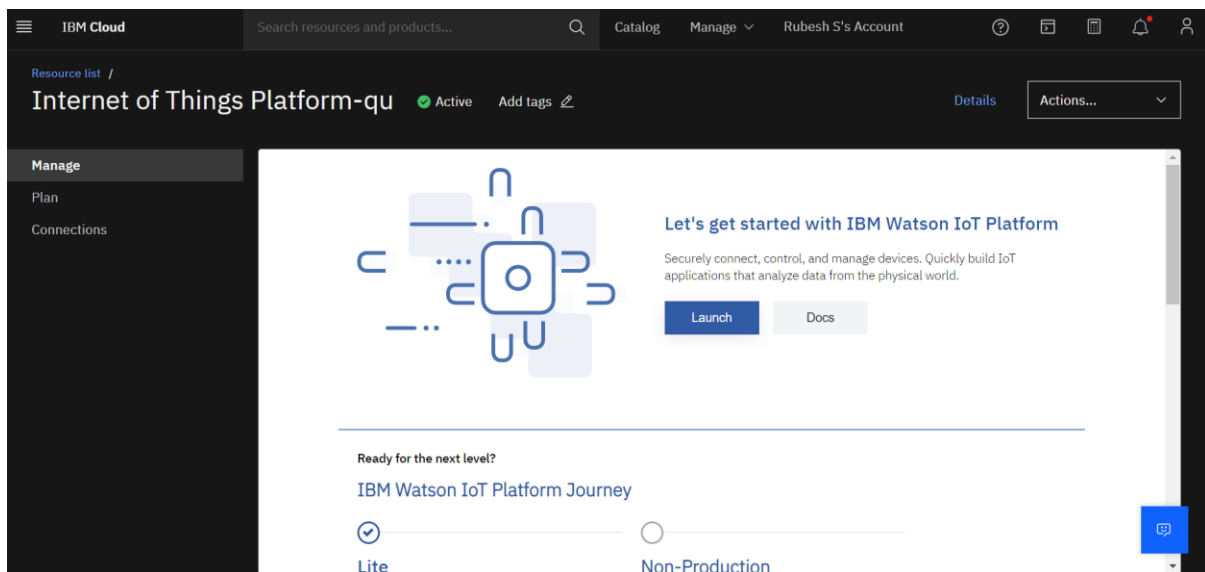 IBM Cloud
Search resources and products...
Catalog
Manage
Rubesh S's Account
Resource list /
Internet of Things Platform-qu
Active
Add tags
Details
Actions...
Manage
Plan
Connections
Let's get started with IBM Watson IoT Platform
Securely connect, control, and manage devices. Quickly build IoT
applications that analyze data from the physical world.
Launch
Docs
Ready for the next level?
IBM Watson IoT Platform Journey
Lite
Non-Production